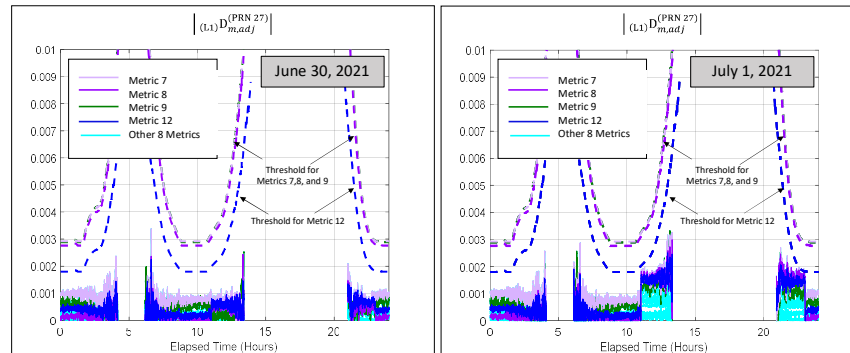 |(L1)D(PRN 27)m,adj|
0.01
0.009
0.008
0.007
0.006
0.005
0.004
0.003
0.002
0.001
0
Metric 7
Metric 8
Metric 9
Metric 12
Other 8 Metrics
June 30, 2021
Threshold for
Metrics 7,8, and 9
Threshold for Metric 12
0 5 10 15 20
Elapsed Time (Hours)
|(L1)D(PRN 27)m,adj|
0.01
0.009
0.008
0.007
0.006
0.005
0.004
0.003
0.002
0.001
0
Metric 7
Metric 8
Metric 9
Metric 12
Other 8 Metrics
July 1, 2021
Threshold for
Metrics 7,8, and 9
Threshold for Metric 12
0 5 10 15 20
Elapsed Time (Hours)